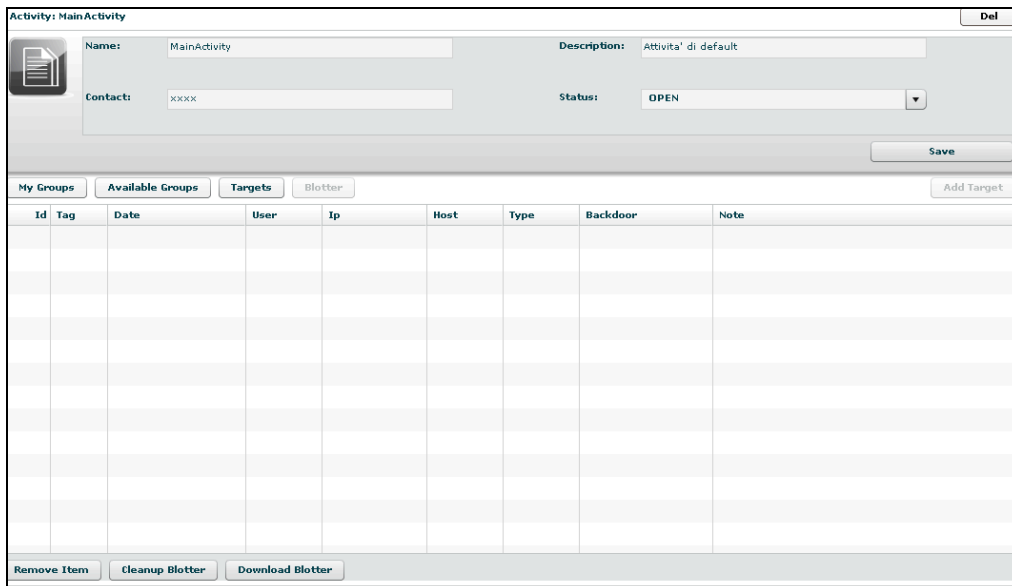 Activity: MainActivity
Del
Name: MainActivity Description: Attivita' di default
Contact: xxxx Status: OPEN
Save
My Groups Available Groups Targets Blotter Add Target
Id Tag Date User Ip Host Type Backdoor Note
Remove Item Cleanup Blotter Download Blotter